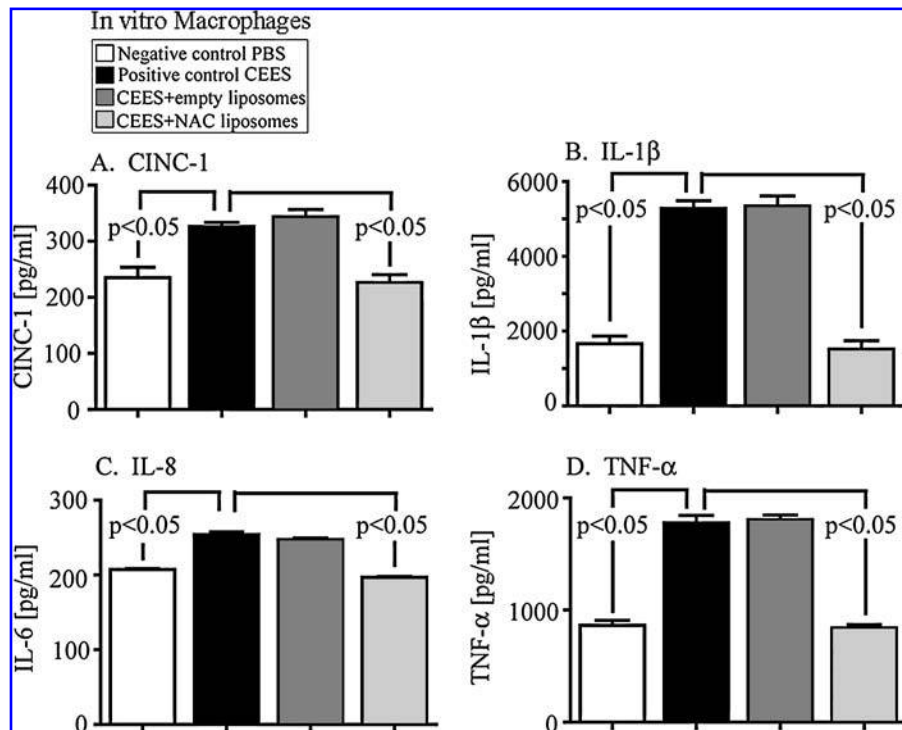 In vitro Macrophages
Negative control PBS
Positive control CEES
CEES+empty liposomes
CEES+NAC liposomes
A. CINC-1
CINC-1 [pg/ml]
400
300
200
100
0
p<0.05
p<0.05
B. IL-1β
IL-1β [pg/ml]
6000
4000
2000
0
p<0.05
p<0.05
C. IL-8
IL-6 [pg/ml]
300
200
100
0
p<0.05
p<0.05
D. TNF-α
TNF-α [pg/ml]
2000
1000
0
p<0.05
p<0.05